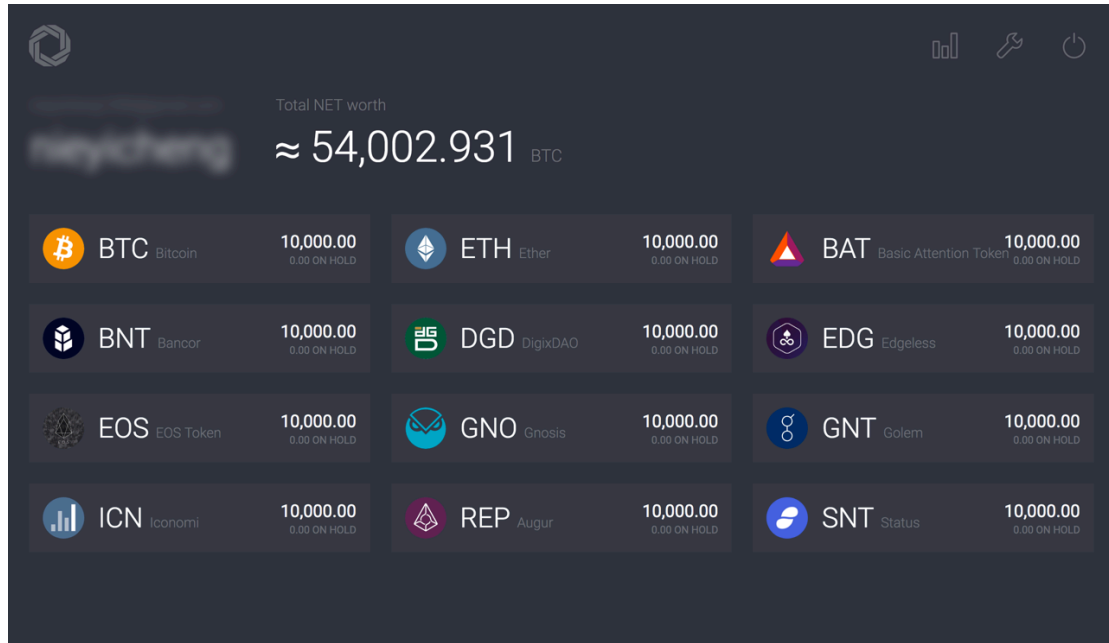 Total NET worth
≈ 54,002.931 BTC
BTC Bitcoin 10,000.00
0.00 ON HOLD
ETH Ether 10,000.00
0.00 ON HOLD
BAT Basic Attention Token 10,000.00
0.00 ON HOLD
BNT Bancor 10,000.00
0.00 ON HOLD
DGD DigixDAO 10,000.00
0.00 ON HOLD
EDG Edgeless 10,000.00
0.00 ON HOLD
EOS EOS Token 10,000.00
0.00 ON HOLD
GNO Gnosis 10,000.00
0.00 ON HOLD
GNT Golem 10,000.00
0.00 ON HOLD
ICN Iconomi 10,000.00
0.00 ON HOLD
REP Augur 10,000.00
0.00 ON HOLD
SNT Status 10,000.00
0.00 ON HOLD